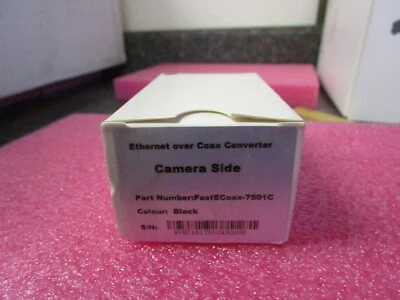 Ethernet over Coax Converter
Camera Side
Part Number:FastECoax-7501C
Colour: Black
S/N: